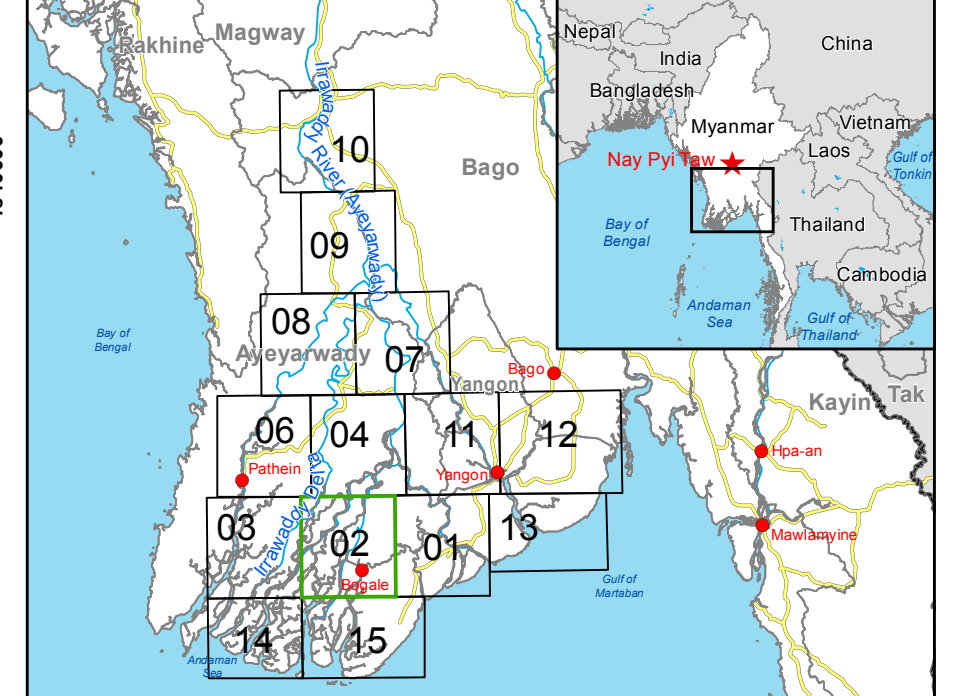 Rakhine
Magway
Irrawaddy River (Ayeyarwady)
10
Bago
09
08
Ayeyarwady
07
Yangon
Bago
Bay of
Bengal
06
04
11
12
Pathein
Yangon
Irrawaddy Delta
03
02
01
13
Bogale
14
15
Andaman
Sea
Gulf of
Martaban
Kayin
Tak
Hpa-an
Mawlamyine
Nepal
India
China
Bangladesh
Myanmar
Vietnam
Laos
Nay Pyi Taw
Gulf of
Tonkin
Bay of
Bengal
Thailand
Cambodia
Andaman
Sea
Gulf of
Thailand